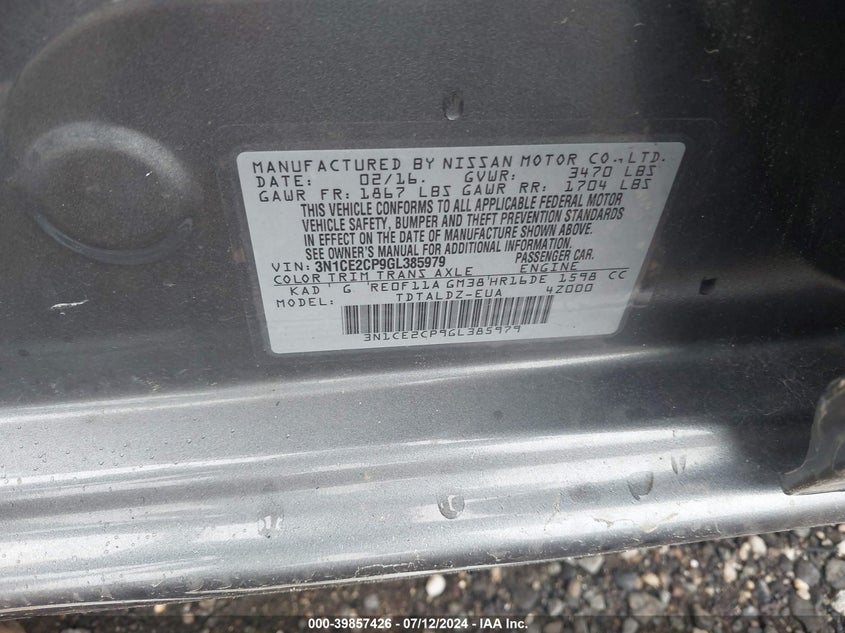 MANUFACTURED BY NISSAN MOTOR CO., LTD.
DATE: 02/16. GVWR: 3470 LBS
GAWR FR: 1867 LBS GAWR RR: 1704 LBS
THIS VEHICLE CONFORMS TO ALL APPLICABLE FEDERAL MOTOR
VEHICLE SAFETY, BUMPER AND THEFT PREVENTION STANDARDS
IN EFFECT ON THE DATE OF MANUFACTURE SHOWN ABOVE.
SEE OWNER'S MANUAL FOR ADDITIONAL INFORMATION.
VIN: 3N1CE2CP9GL385979 PASSENGER CAR.
COLOR TRIM TRANS AXLE ENGINE
KAD G RE0F11A GM38 HR16DE 1598 CC
MODEL: TDTALDZ-EUA 4Z000
3N1CE2CP9GL385979
000-39857426 - 07/12/2024 - IAA Inc.